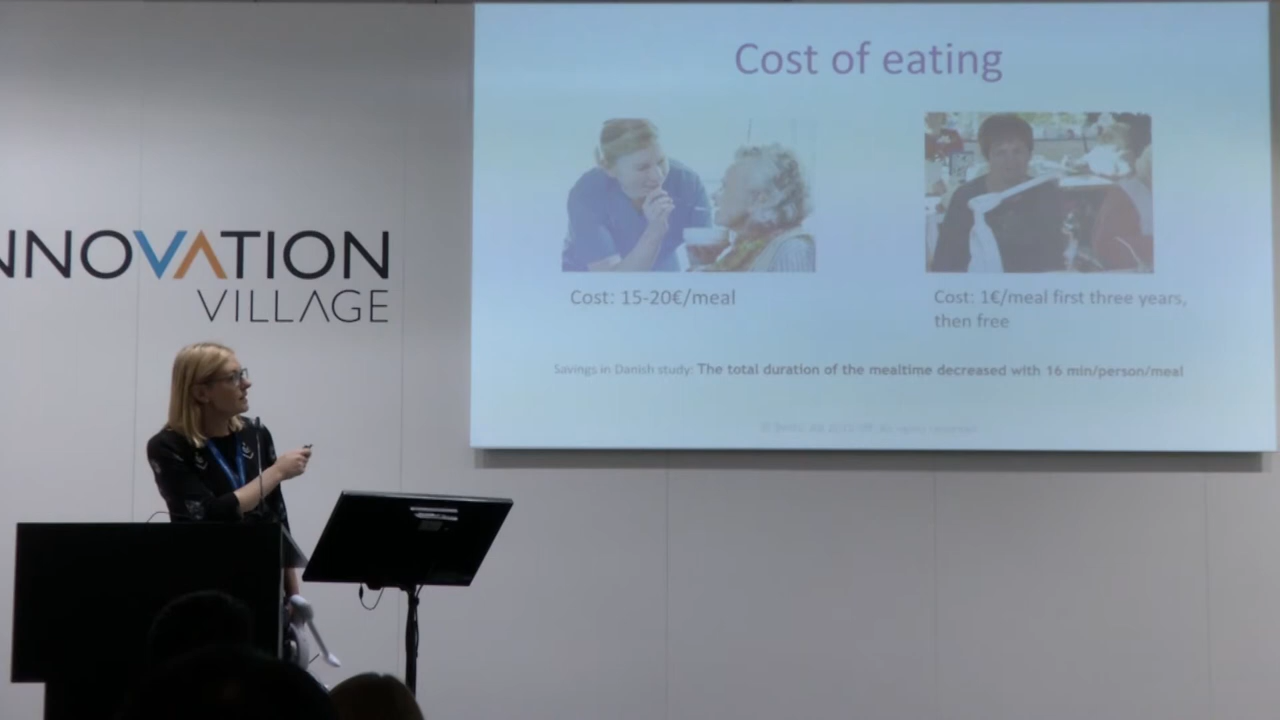 Cost of eating
NNOVATION
VILLAGE
Cost: 15-20€/meal
Cost: 1€/meal first three years,
then free
Savings in Danish study: The total duration of the mealtime decreased with 16 min/person/meal